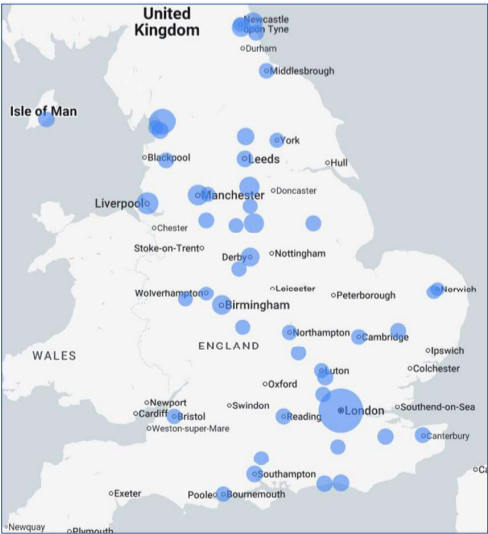 United
Kingdom
Newcastle
upon Tyne
Durham
Middlesbrough
Isle of Man
York
Blackpool
Leeds
Hull
Manchester
Doncaster
Liverpool
Chester
Stoke-on-Trent
Derby
Nottingham
Wolverhampton
Leicester
Peterborough
Norwich
Birmingham
Northampton
Cambridge
ENGLAND
WALES
Ipswich
Luton
Colchester
Oxford
Newport
Swindon
Cardiff
Bristol
Reading
London
Southend-on-Sea
Weston-super-Mare
Canterbury
Southampton
Ca
Exeter
Poole
Bournemouth
Newquay
Plymouth